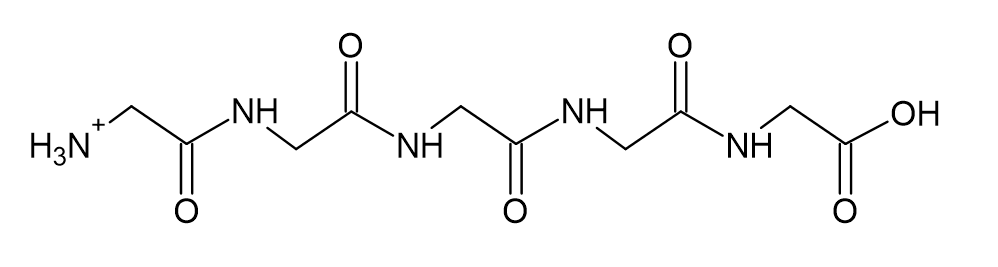 O O
NH NH OH
H₃N⁺ NH NH
O O O